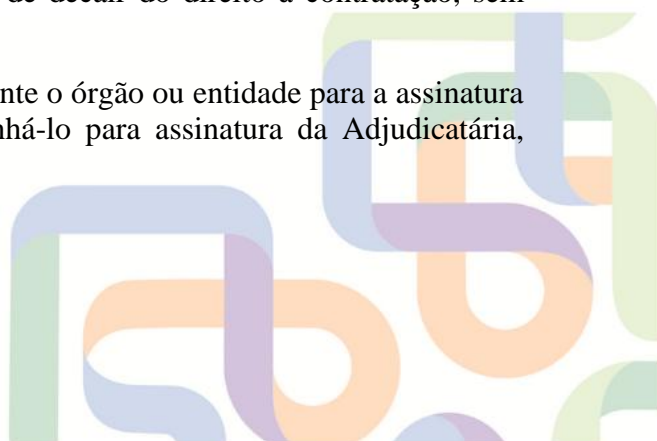 de decair do direito à contratação, sem
nte o órgão ou entidade para a assinatura
nhá-lo para assinatura da Adjudicatária,